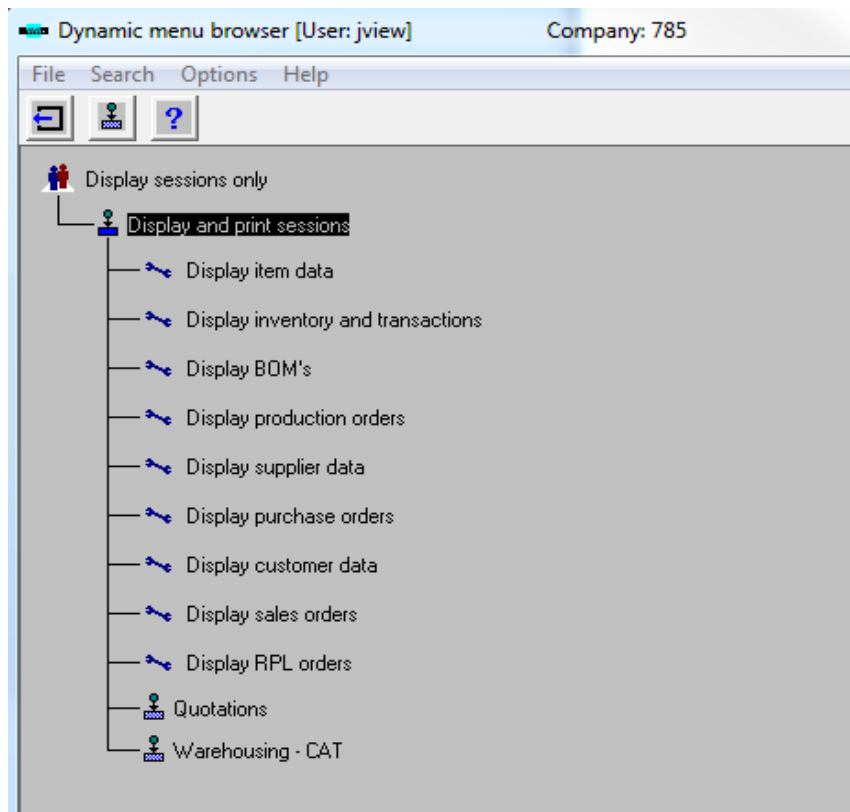 Dynamic menu browser [User: jview] Company: 785
File Search Options Help
?
Display sessions only
Display and print sessions
Display item data
Display inventory and transactions
Display BOM's
Display production orders
Display supplier data
Display purchase orders
Display customer data
Display sales orders
Display RPL orders
Quotations
Warehousing - CAT